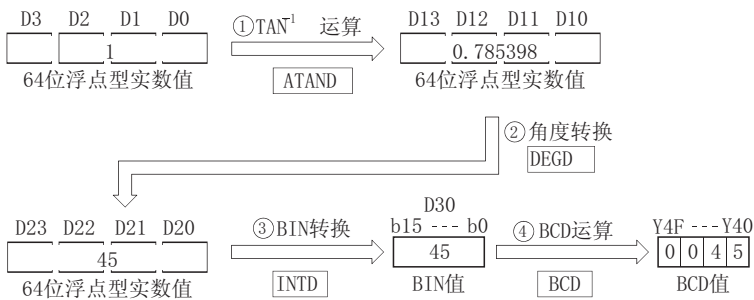 D3 D2 D1 D0
1
64位浮点型实数值
①TAN⁻¹ 运算
ATAND
D13 D12 D11 D10
0.785398
64位浮点型实数值
②角度转换
DEGD
D23 D22 D21 D20
45
64位浮点型实数值
③BIN转换
INTD
D30
b15 --- b0
45
BIN值
④BCD运算
BCD
Y4F --- Y40
0 0 4 5
BCD值